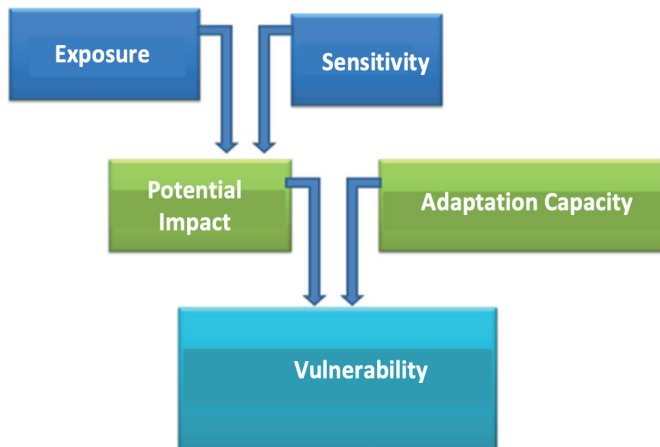 Exposure
Sensitivity
Potential
Impact
Adaptation Capacity
Vulnerability